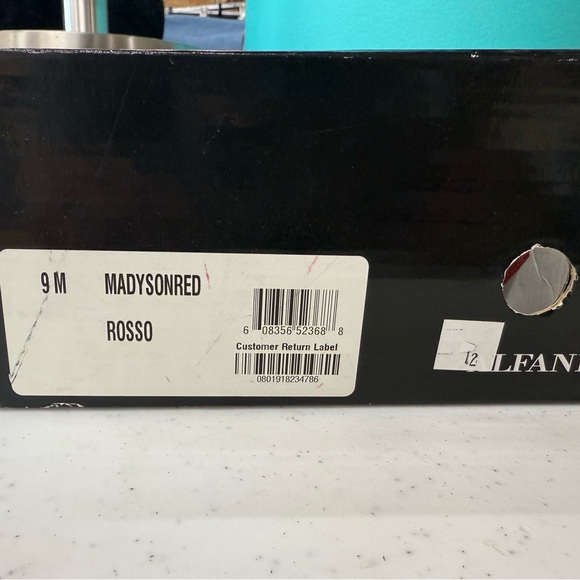 9 M MADYSONRED
ROSSO
6 08356 52368 8
Customer Return Label
0801918234786
12
LFAN